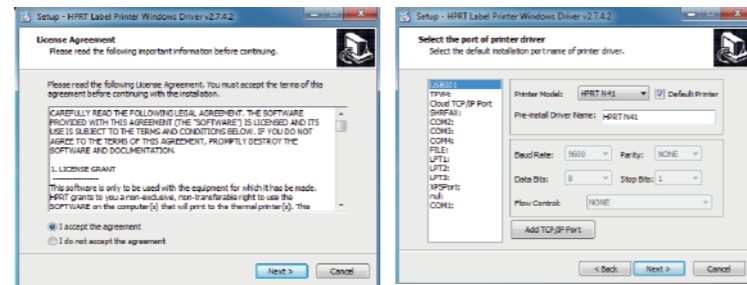 Setup - HPRT Label Printer Windows Driver v2.7.4.2
License Agreement
Please read the following important information before continuing.
Please read the following License Agreement. You must accept the terms of this
agreement before continuing with the installation.
CAREFULLY READ THE FOLLOWING LEGAL AGREEMENT. THE SOFTWARE
PROVIDED WITH THIS AGREEMENT (THE "SOFTWARE") IS LICENSED AND ITS
USE IS SUBJECT TO THE TERMS AND CONDITIONS BELOW. IF YOU DO NOT
AGREE TO THE TERMS OF THIS AGREEMENT, PROMPTLY DESTROY THE
SOFTWARE AND DOCUMENTATION.
1. LICENSE GRANT
----------------
This software is only to be used with the equipment for which it has be made.
HPRT grants to you a non-exclusive, non-transferable right to use the
SOFTWARE on the computer(s) that will print to the thermal printer(s). This
I accept the agreement
I do not accept the agreement
Next >
Cancel
Setup - HPRT Label Printer Windows Driver v2.7.4.2
Select the port of printer driver
Select the default installation port name of printer driver.
USB001
TPVM:
Cloud TCP/IP Port
SHRFAX:
COM2:
COM3:
COM4:
FILE:
LPT1:
LPT2:
LPT3:
XPSPort:
nul:
COM1:
Printer Model: HPRT N41 Default Printer
Pre-install Driver Name: HPRT N41
Baud Rate: 9600 Parity: NONE
Data Bits: 8 Stop Bits: 1
Flow Control: NONE
Add TCP/IP Port
< Back Next > Cancel